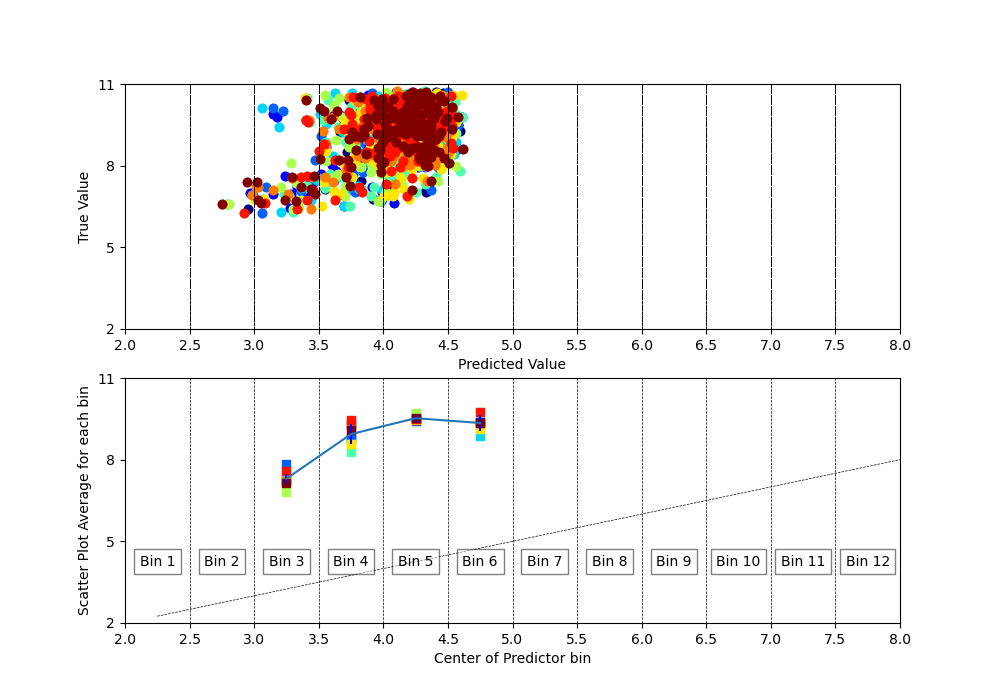 11
8
5
2
True Value
2.0 2.5 3.0 3.5 4.0 4.5 5.0 5.5 6.0 6.5 7.0 7.5 8.0
Predicted Value
11
8
5
2
Scatter Plot Average for each bin
Bin 1 Bin 2 Bin 3 Bin 4 Bin 5 Bin 6 Bin 7 Bin 8 Bin 9 Bin 10 Bin 11 Bin 12
2.0 2.5 3.0 3.5 4.0 4.5 5.0 5.5 6.0 6.5 7.0 7.5 8.0
Center of Predictor bin